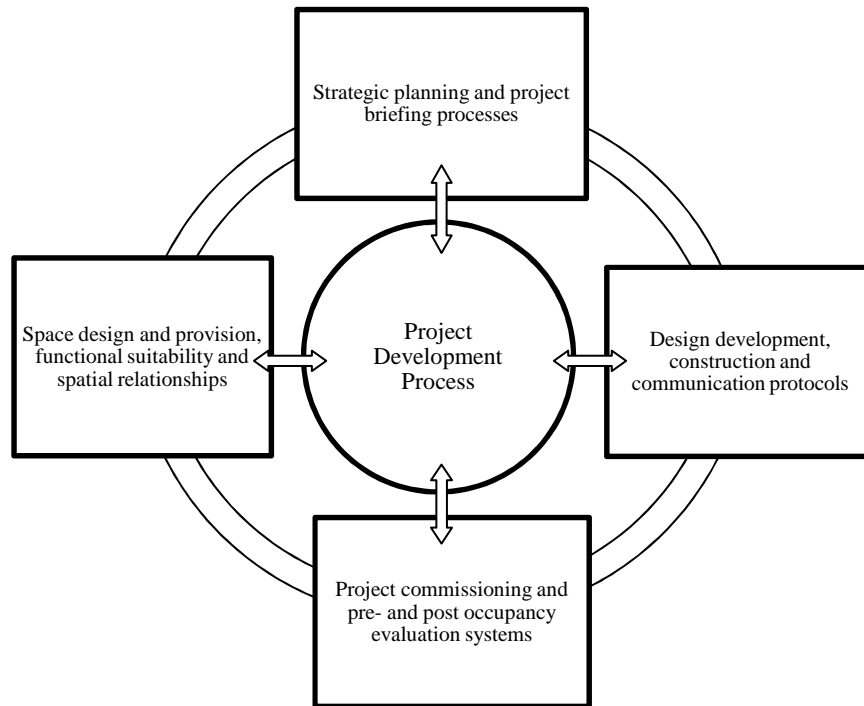 Strategic planning and project
briefing processes
Space design and provision,
functional suitability and
spatial relationships
Project
Development
Process
Design development,
construction and
communication protocols
Project commissioning and
pre- and post occupancy
evaluation systems